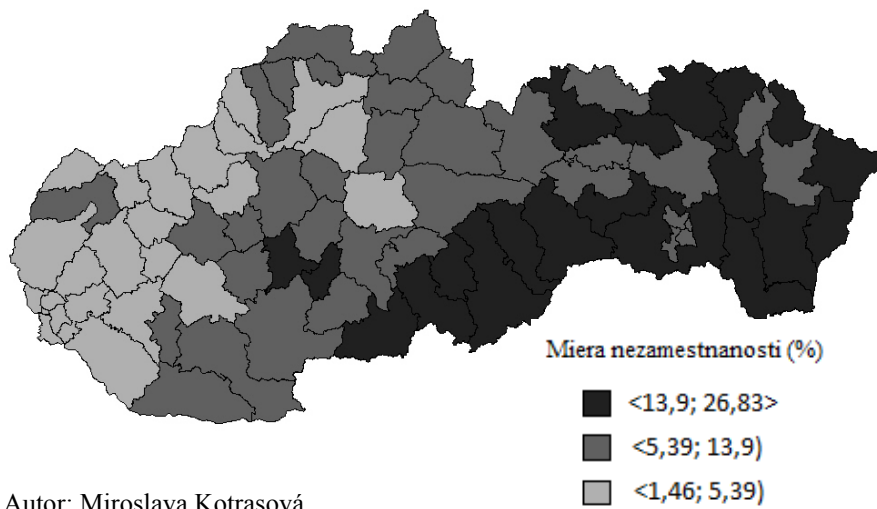 Miera nezamestnanosti (%)
<13,9; 26,83>
<5,39; 13,9)
<1,46; 5,39)
Autor: Miroslava Kotrasová